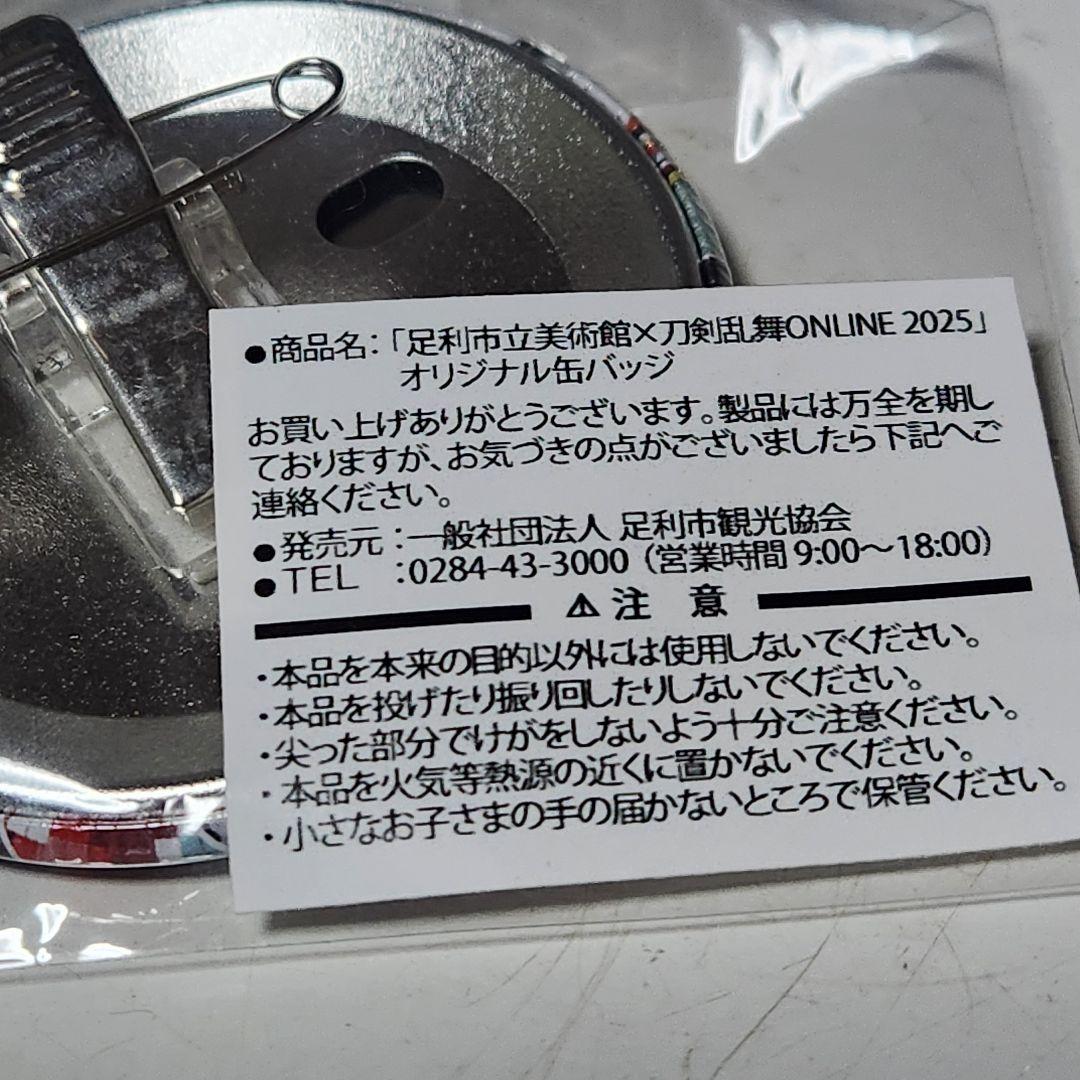 ●商品名：「足利市立美術館×刀剣乱舞ONLINE 2025」
オリジナル缶バッジ
お買い上げありがとうございます。製品には万全を期し
ておりますが、お気づきの点がございましたら下記へご
連絡ください。
●発売元：一般社団法人 足利市観光協会
●TEL ：0284-43-3000（営業時間 9:00～18:00）
⚠注 意
・本品を本来の目的以外には使用しないでください。
・本品を投げたり振り回したりしないでください。
・尖った部分でけがをしないよう十分ご注意ください。
・本品を火気等熱源の近くに置かないでください。
・小さなお子さまの手の届かないところで保管ください。